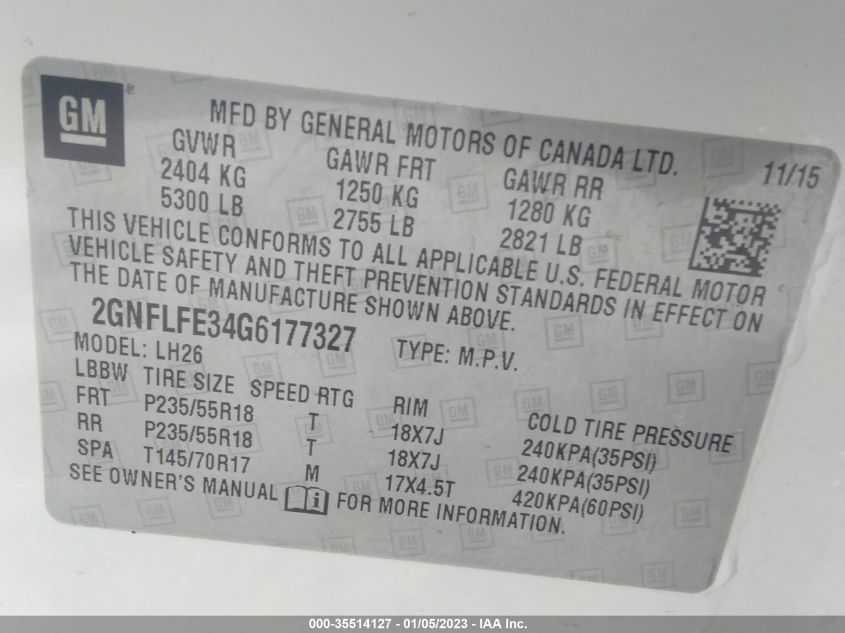 GM ®
MFD BY GENERAL MOTORS OF CANADA LTD.
GVWR GAWR FRT GAWR RR 11/15
2404 KG 1250 KG 1280 KG
5300 LB 2755 LB 2821 LB
THIS VEHICLE CONFORMS TO ALL APPLICABLE U.S. FEDERAL MOTOR
VEHICLE SAFETY AND THEFT PREVENTION STANDARDS IN EFFECT ON
THE DATE OF MANUFACTURE SHOWN ABOVE.
2GNFLFE34G6177327 TYPE: M.P.V.
MODEL: LH26
LBBW TIRE SIZE SPEED RTG RIM COLD TIRE PRESSURE
FRT P235/55R18 T 18X7J 240KPA(35PSI)
RR P235/55R18 T 18X7J 240KPA(35PSI)
SPA T145/70R17 M 17X4.5T 420KPA(60PSI)
SEE OWNER'S MANUAL i FOR MORE INFORMATION.
000-35514127 - 01/05/2023 - IAA Inc.